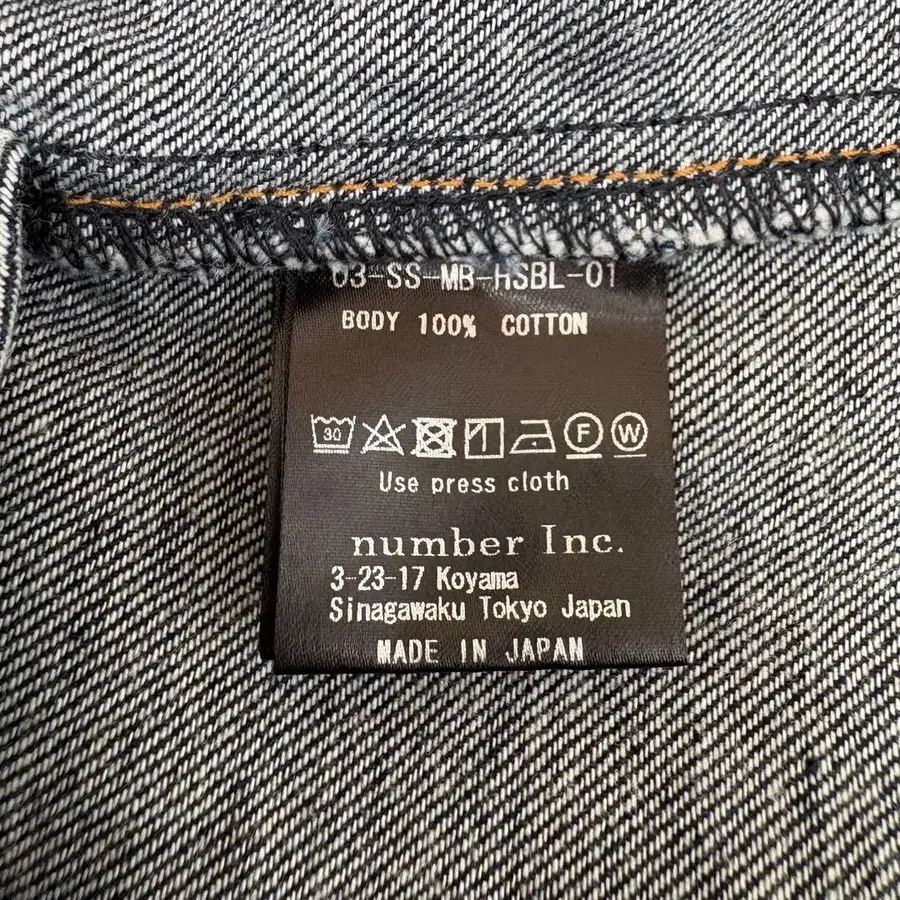 03-SS-MB-HSBL-01
BODY 100% COTTON
30 F W
Use press cloth
number Inc.
3-23-17 Koyama
Sinagawaku Tokyo Japan
MADE IN JAPAN